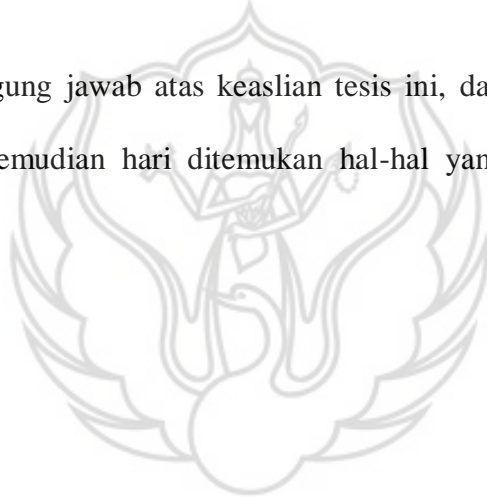 gung jawab atas keaslian tesis ini, da
emudian hari ditemukan hal-hal yan